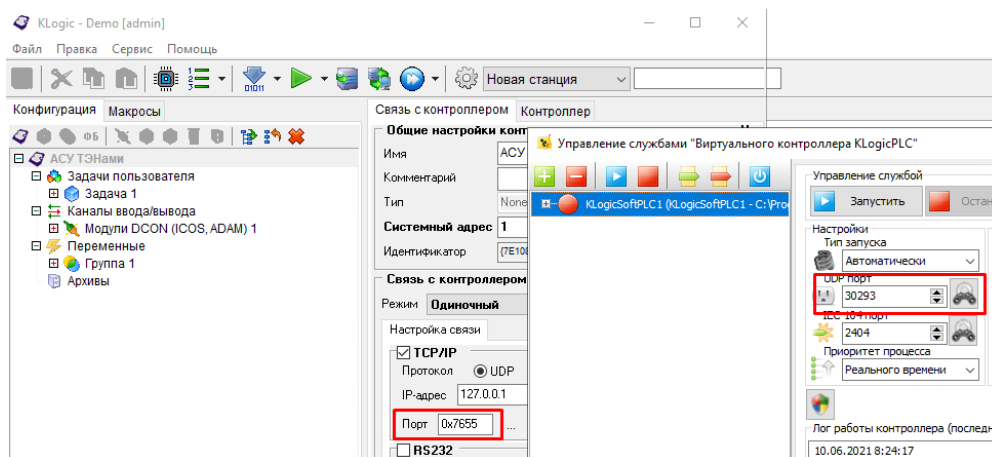 KLogic - Demo [admin]
Файл Правка Сервис Помощь
Новая станция
Конфигурация Макросы
ФБ
АСУ ТЭНами
Задачи пользователя
Задача 1
Каналы ввода/вывода
Модули DCON (ICOS, ADAM) 1
Переменные
Группа 1
Архивы
Связь с контроллером Контроллер
Общие настройки конт
Имя АСУ
Комментарий
Тип None
Системный адрес 1
Идентификатор {7E10
Связь с контроллером
Режим Одиночный
Настройка связи
TCP/IP
Протокол UDP
IP-адрес 127.0.0.1
Порт 0x7655 ...
RS232
Управление службами "Виртуального контроллера KLogicPLC"
KLogicSoftPLC1 (KLogicSoftPLC1 - C:\Proc
Управление службой
Запустить Остан
Настройки
Тип запуска
Автоматически
UDP порт
30293
IEC 104 порт
2404
Приоритет процесса
Реального времени
Лог работы контроллера (последн
10.06.2021 8:24:17